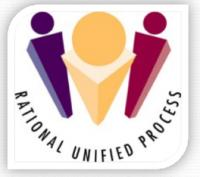 RATIONAL UNIFIED PROCESS